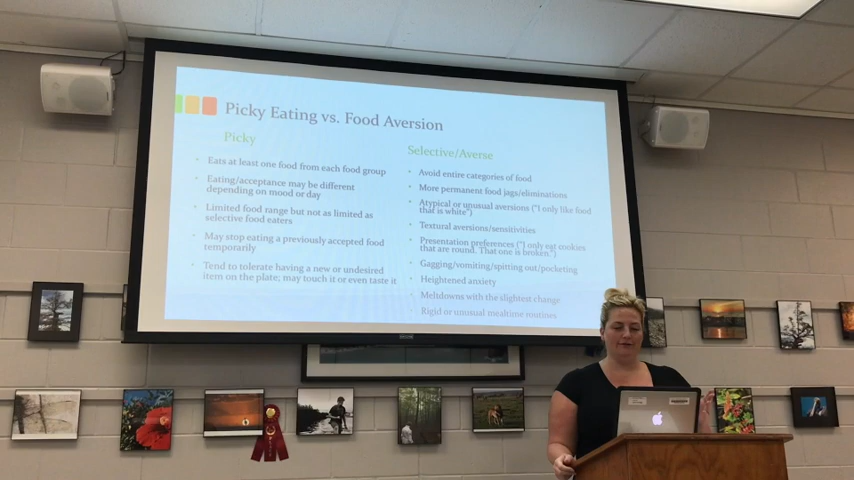 Picky Eating vs. Food Aversion
Picky
Eats at least one food from each food group
Eating/acceptance may be different
depending on mood or day
Limited food range but not as limited as
selective food eaters
May stop eating a previously accepted food
temporarily
Tend to tolerate having a new or undesired
item on the plate; may touch it or even taste it
Selective/Averse
Avoid entire categories of food
More permanent food jags/eliminations
Atypical or unusual aversions ("I only like food
that is white")
Textural aversions/sensitivities
Presentation preferences ("I only eat cookies
that are round. That one is broken.")
Gagging/vomiting/spitting out/pocketing
Heightened anxiety
Meltdowns with the slightest change
Rigid or unusual mealtime routines